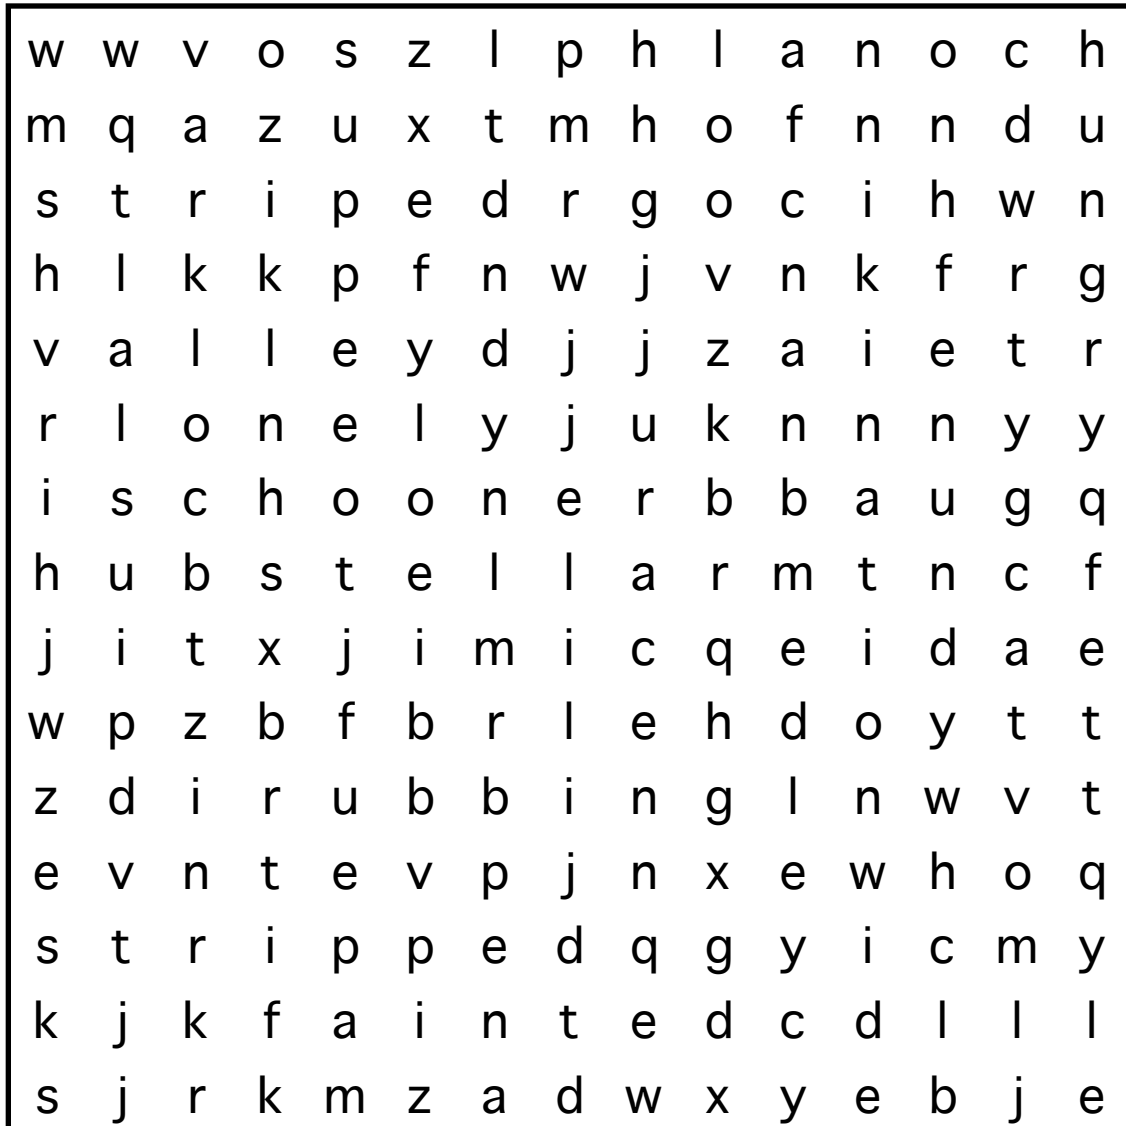 w w v o s z l p h l a n o c h
m q a z u x t m h o f n n d u
s t r i p e d r g o c i h w n
h l k k p f n w j v n k f r g
v a l l e y d j j z a i e t r
r l o n e l y j u k n n n y y
i s c h o o n e r b b a u g q
h u b s t e l l a r m t n c f
j i t x j i m i c q e i d a e
w p z b f b r l e h d o y t t
z d i r u b b i n g l n w v t
e v n t e v p j n x e w h o q
s t r i p p e d q g y i c m y
k j k f a i n t e d c d l l l
s j r k m z a d w x y e b j e